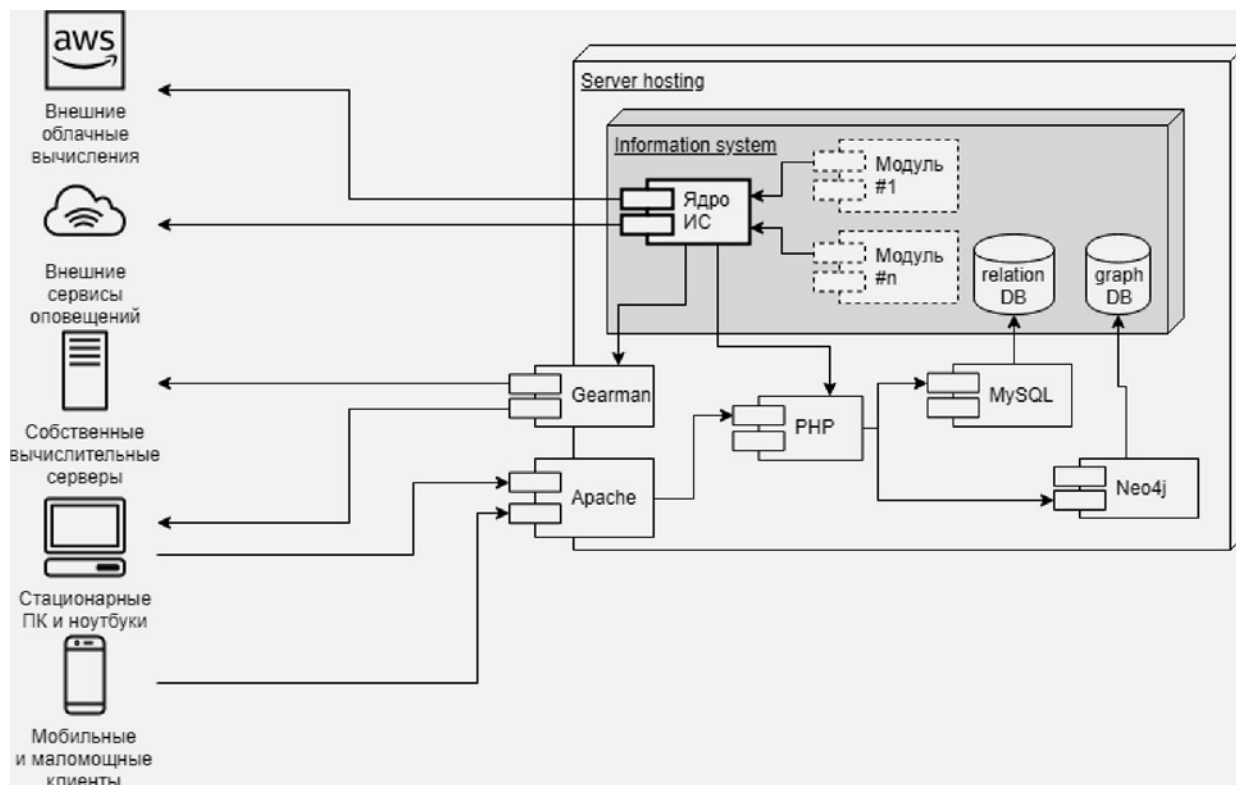 aws
Внешние
облачные
вычисления
Внешние
сервисы
оповещений
Собственные
вычислительные
серверы
Стационарные
ПК и ноутбуки
Мобильные
и маломощные
клиенты
Server hosting
Information system
Ядро
ИС
Модуль
#1
Модуль
#n
relation
DB
graph
DB
Gearman
Apache
PHP
MySQL
Neo4j